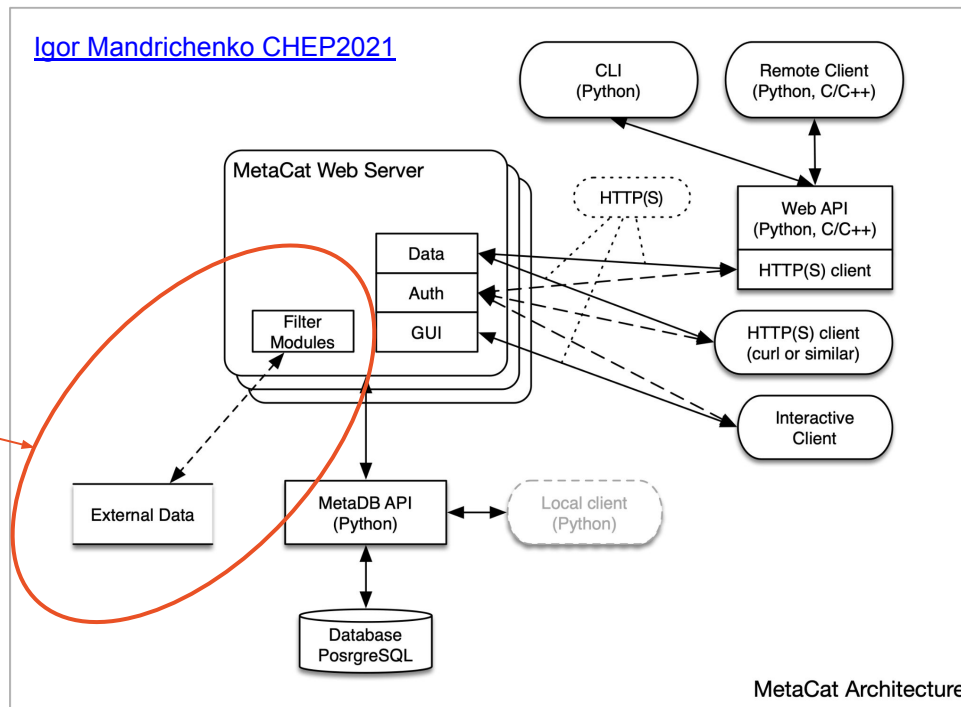 Igor Mandrichenko CHEP2021
CLI
(Python)
Remote Client
(Python, C/C++)
MetaCat Web Server
HTTP(S)
Web API
(Python, C/C++)
HTTP(S) client
Data
Auth
GUI
Filter
Modules
HTTP(S) client
(curl or similar)
Interactive
Client
External Data
MetaDB API
(Python)
Local client
(Python)
Database
PosrgreSQL
MetaCat Architecture